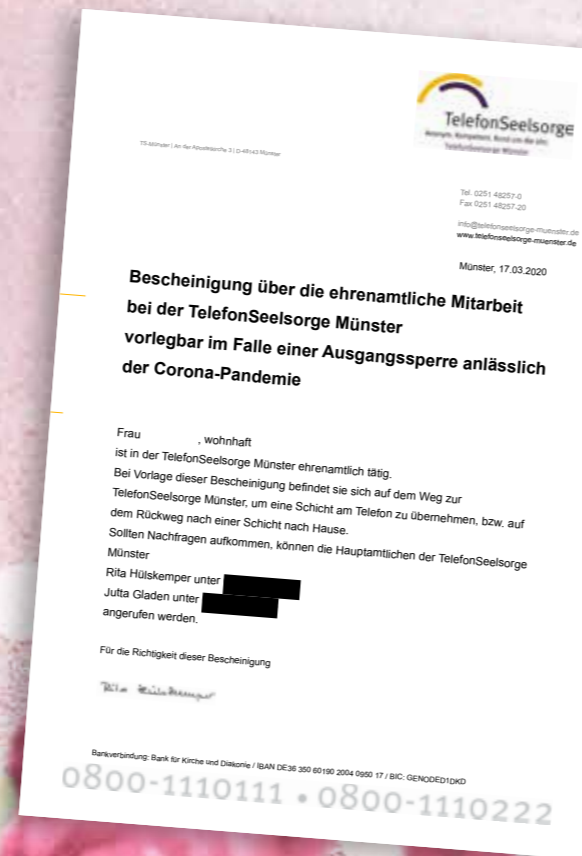 TelefonSeelsorge
Anonym. Kompetent. Rund um die Uhr.
TelefonSeelsorge Münster
TS-Münster | An der Apostelkirche 3 | D-48143 Münster
Tel. 0251 48257-0
Fax 0251 48257-20
info@telefonseelsorge-muenster.de
www.telefonseelsorge-muenster.de
Münster, 17.03.2020
Bescheinigung über die ehrenamtliche Mitarbeit
bei der TelefonSeelsorge Münster
vorlegbar im Falle einer Ausgangssperre anlässlich
der Corona-Pandemie
Frau , wohnhaft
ist in der TelefonSeelsorge Münster ehrenamtlich tätig.
Bei Vorlage dieser Bescheinigung befindet sie sich auf dem Weg zur
TelefonSeelsorge Münster, um eine Schicht am Telefon zu übernehmen, bzw. auf
dem Rückweg nach einer Schicht nach Hause.
Sollten Nachfragen aufkommen, können die Hauptamtlichen der TelefonSeelsorge
Münster
Rita Hülskemper unter
Jutta Gladen unter
angerufen werden.
Für die Richtigkeit dieser Bescheinigung
Rita Hülskemper
Bankverbindung: Bank für Kirche und Diakonie / IBAN DE36 350 60190 2004 0950 17 / BIC: GENODED1DKD
0800-1110111 • 0800-1110222